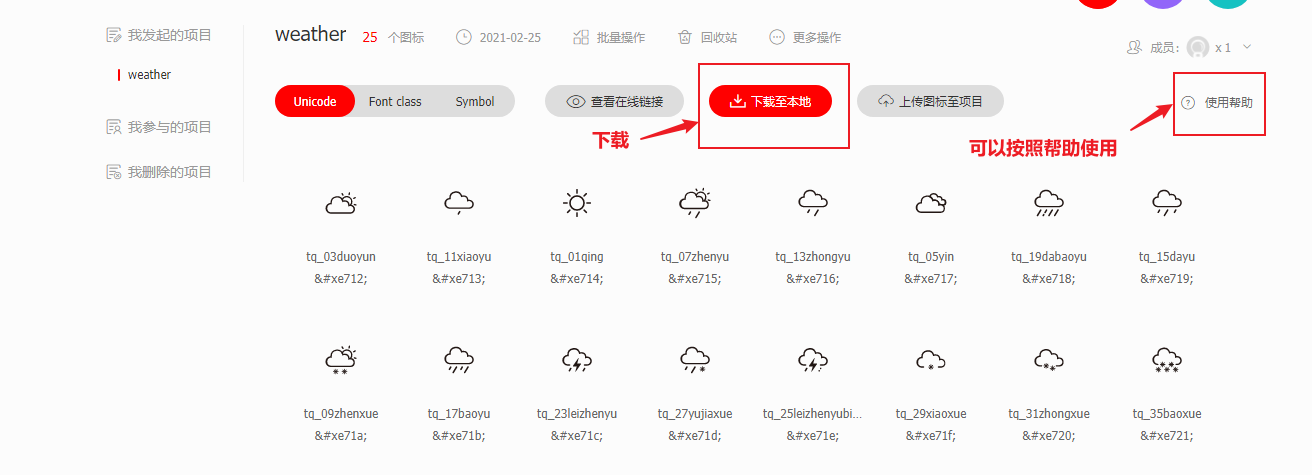 我发起的项目
weather
我参与的项目
我删除的项目
weather 25 个图标 2021-02-25 批量操作 回收站 更多操作
成员: x 1
Unicode Font class Symbol 查看在线链接 下载至本地 上传图标至项目 使用帮助
下载
可以按照帮助使用
tq_03duoyun tq_11xiaoyu tq_01qing tq_07zhenyu tq_13zhongyu tq_05yin tq_19dabaoyu tq_15dayu
&#xe712; &#xe713; &#xe714; &#xe715; &#xe716; &#xe717; &#xe718; &#xe719;
tq_09zhenxue tq_17baoyu tq_23leizhenyu tq_27yujiaxue tq_25leizhenyubi... tq_29xiaoxue tq_31zhongxue tq_35baoxue
&#xe71a; &#xe71b; &#xe71c; &#xe71d; &#xe71e; &#xe71f; &#xe720; &#xe721;